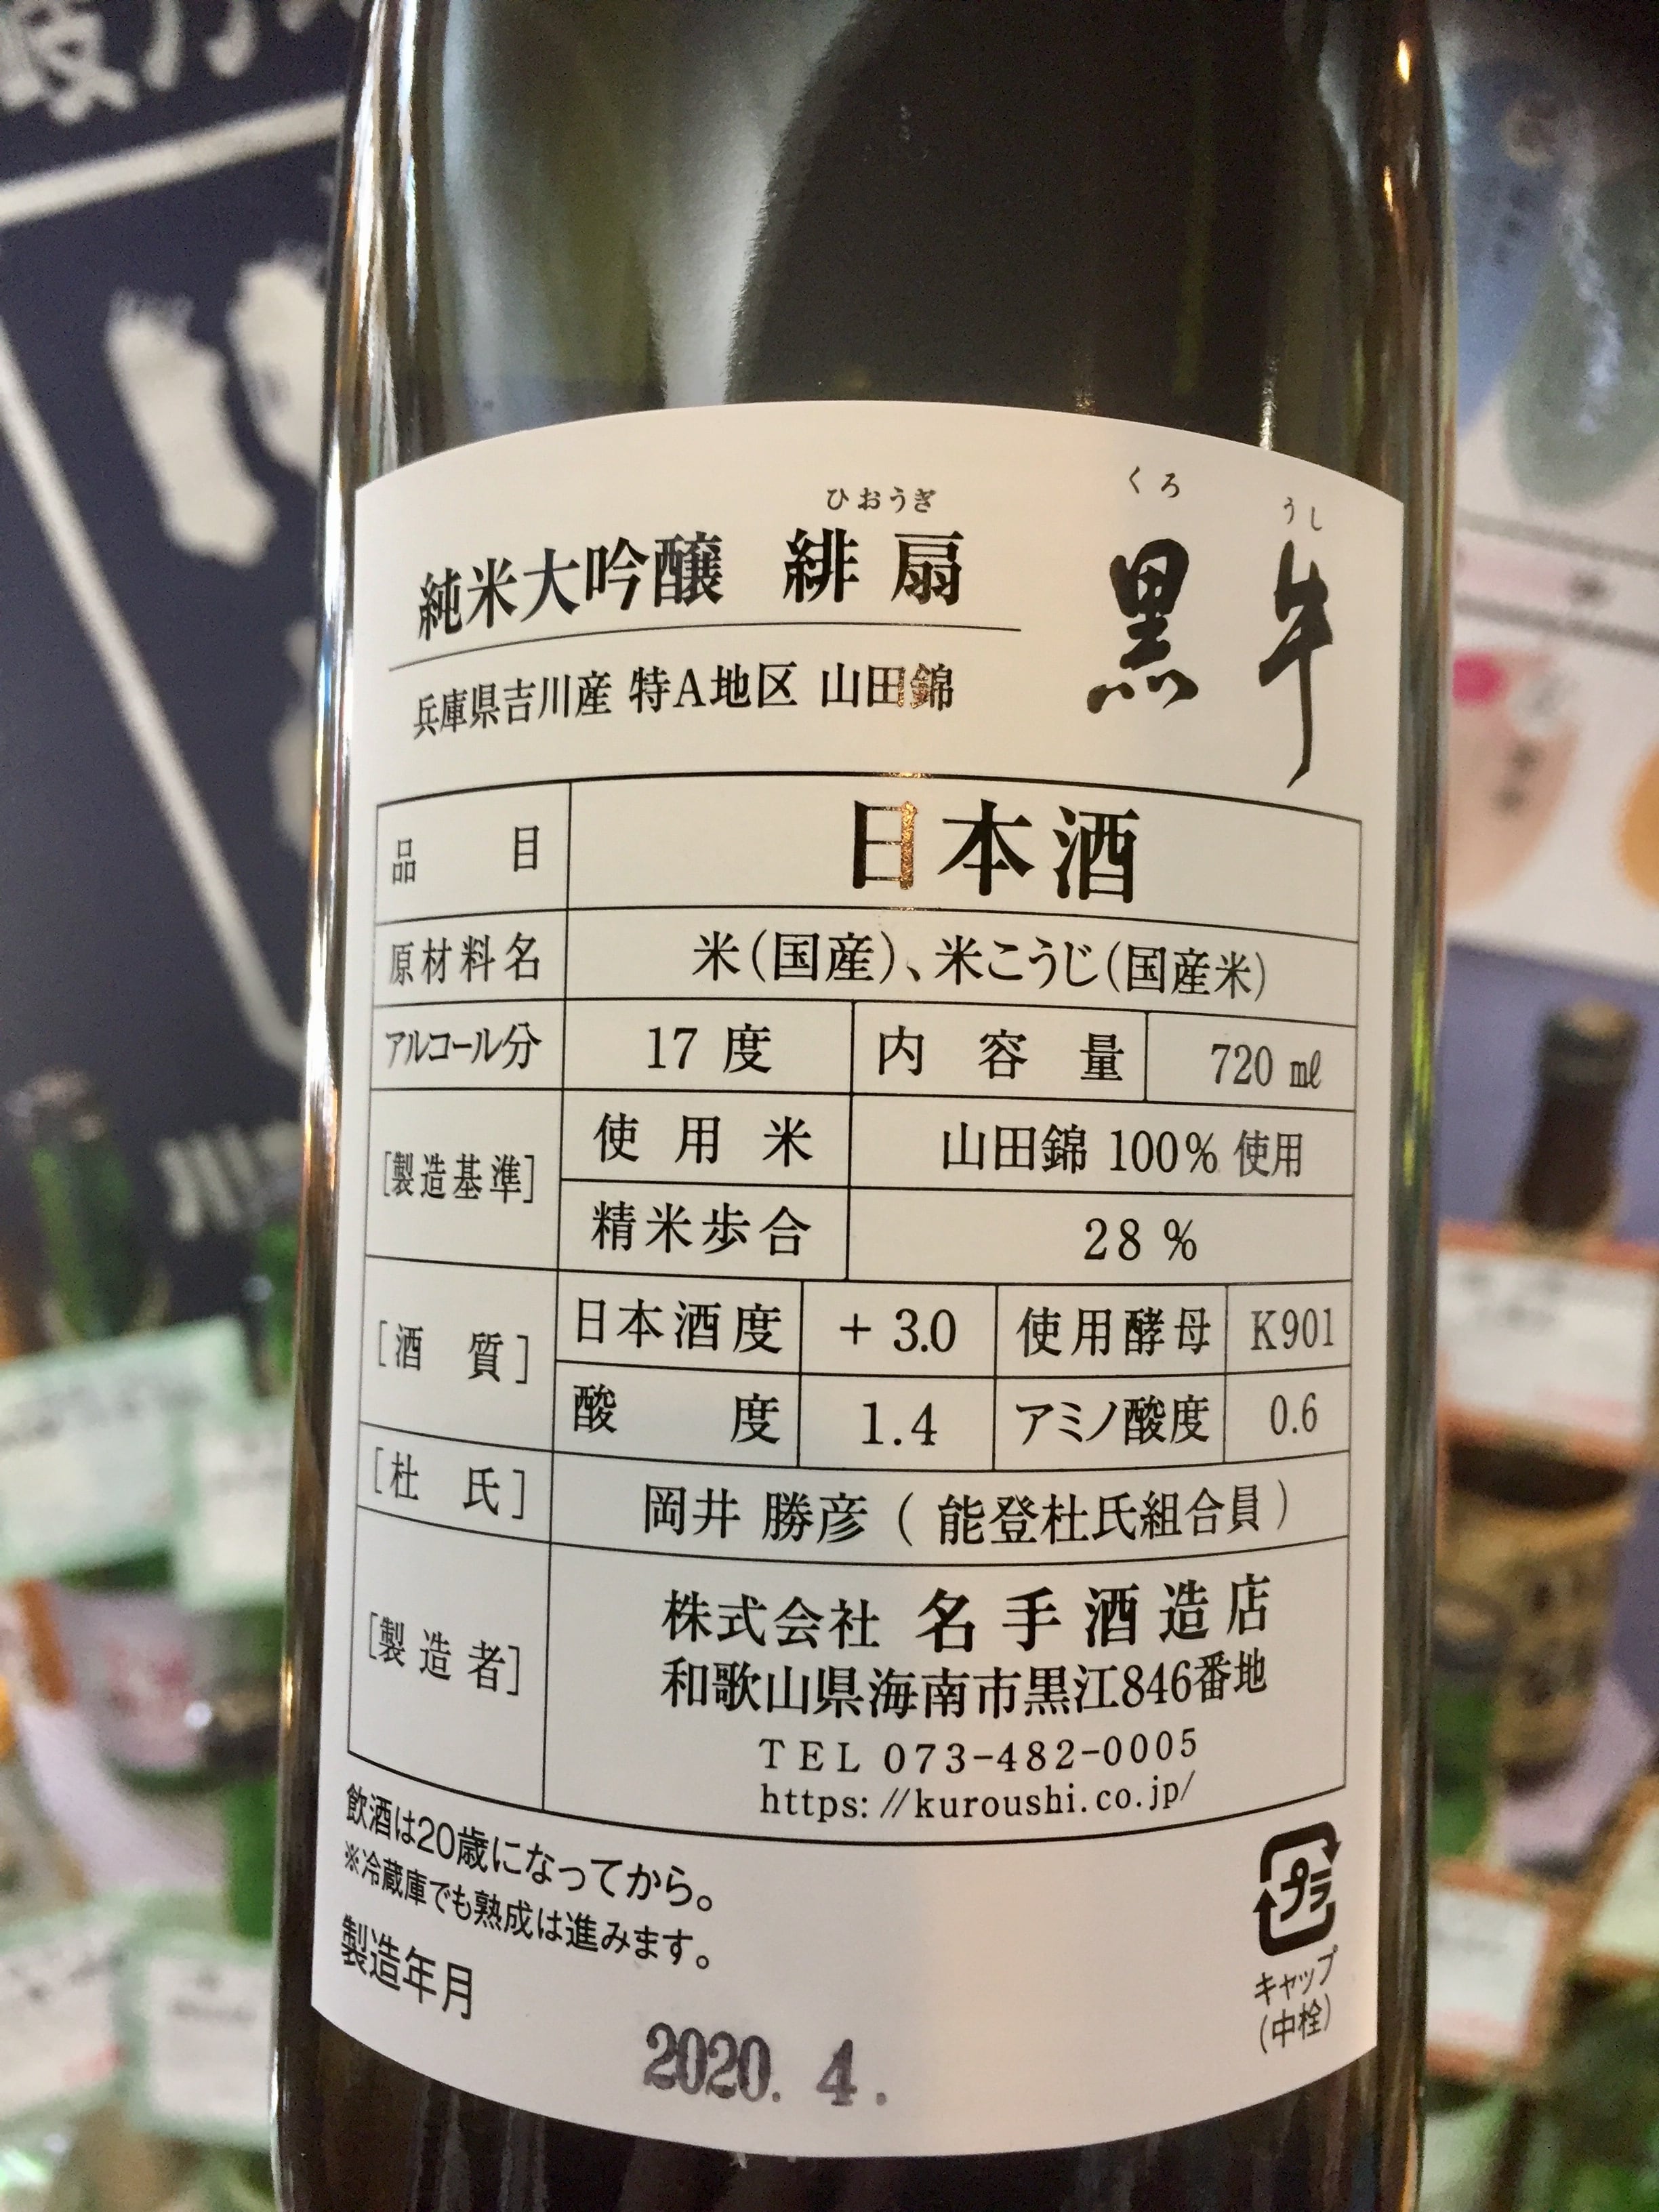 ひおうぎ
純米大吟醸 緋扇
くろ うし
黒牛
兵庫県吉川産 特A地区 山田錦
品目 日本酒
原材料名 米(国産)、米こうじ(国産米)
アルコール分 17 度 内容量 720 ㎖
[製造基準] 使用米 山田錦 100% 使用
精米歩合 28 %
[酒質] 日本酒度 + 3.0 使用酵母 K901
酸度 1.4 アミノ酸度 0.6
[杜氏] 岡井 勝彦 ( 能登杜氏組合員 )
[製造者] 株式会社 名手酒造店
和歌山県海南市黒江846番地
TEL 073-482-0005
https://kuroushi.co.jp/
飲酒は20歳になってから。
※冷蔵庫でも熟成は進みます。
製造年月
2020. 4.
プラ
キャップ
(中栓)